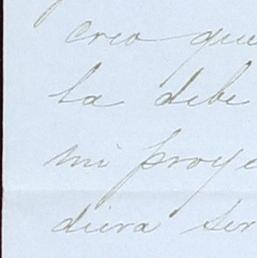 creo que
la debe
mi proye
diera ser